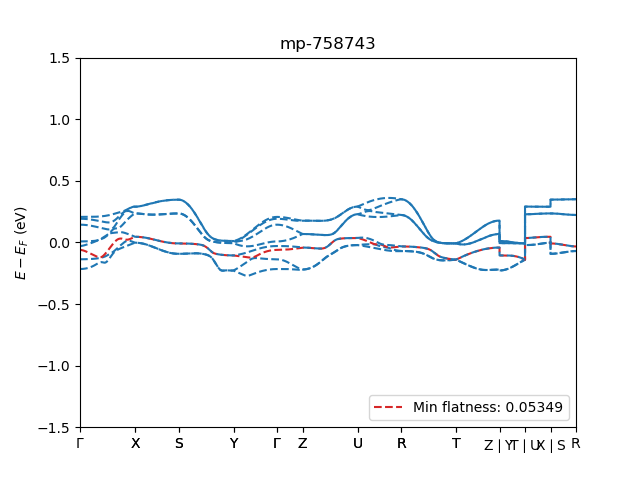 mp-758743
E − E_F (eV)
1.5
1.0
0.5
0.0
−0.5
−1.0
−1.5
Min flatness: 0.05349
Γ X S Y Γ Z U R T Z | Y T | U X | S R